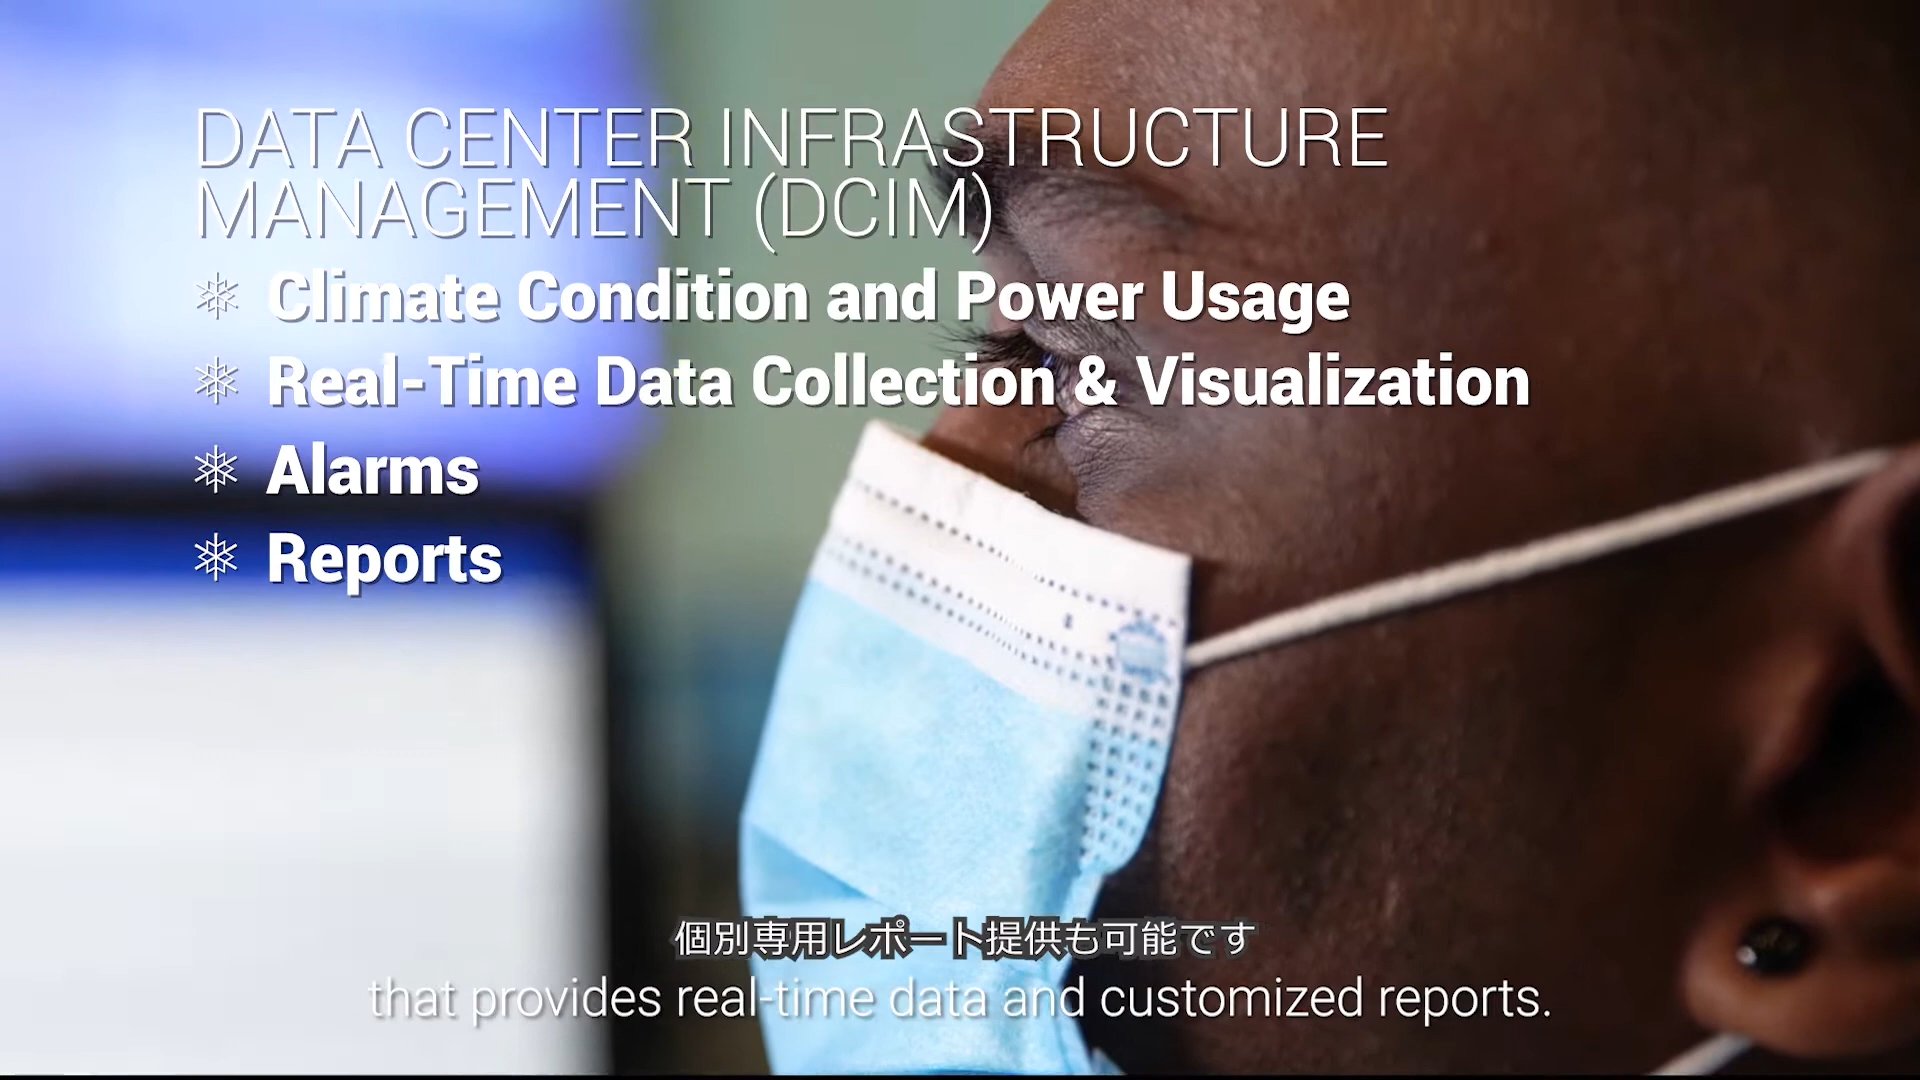 DATA CENTER INFRASTRUCTURE
MANAGEMENT (DCIM)
Climate Condition and Power Usage
Real-Time Data Collection & Visualization
Alarms
Reports
個別専用レポート提供も可能です
that provides real-time data and customized reports.